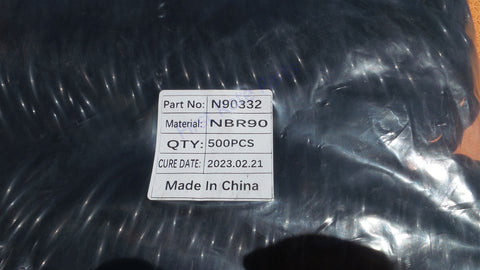 Part No: N90332
Material: NBR90
QTY: 500PCS
CURE DATE: 2023.02.21
Made In China